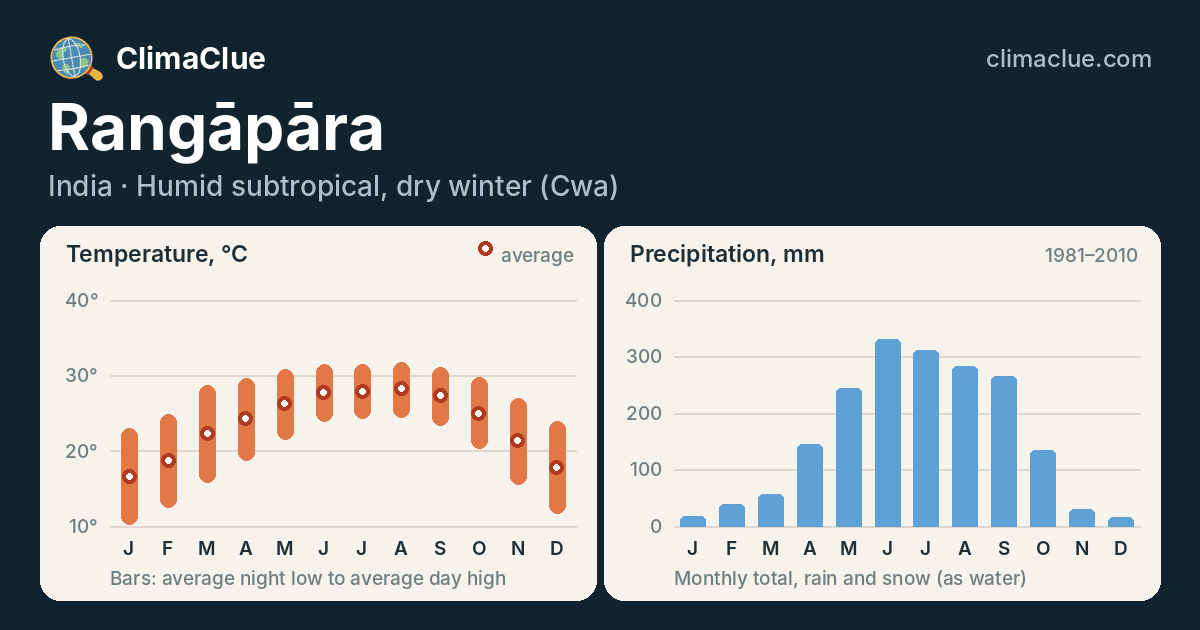 ClimaClue
climaclue.com
Rangāpāra
India · Humid subtropical, dry winter (Cwa)
Temperature, °C
average
40°
30°
20°
10°
J F M A M J J A S O N D
Bars: average night low to average day high
Precipitation, mm
1981–2010
400
300
200
100
0
J F M A M J J A S O N D
Monthly total, rain and snow (as water)